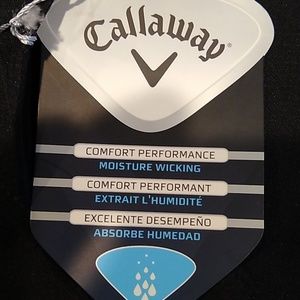 Callaway
COMFORT PERFORMANCE
MOISTURE WICKING
COMFORT PERFORMANT
EXTRAIT L'HUMIDITÉ
EXCELENTE DESEMPEÑO
ABSORBE HUMEDAD